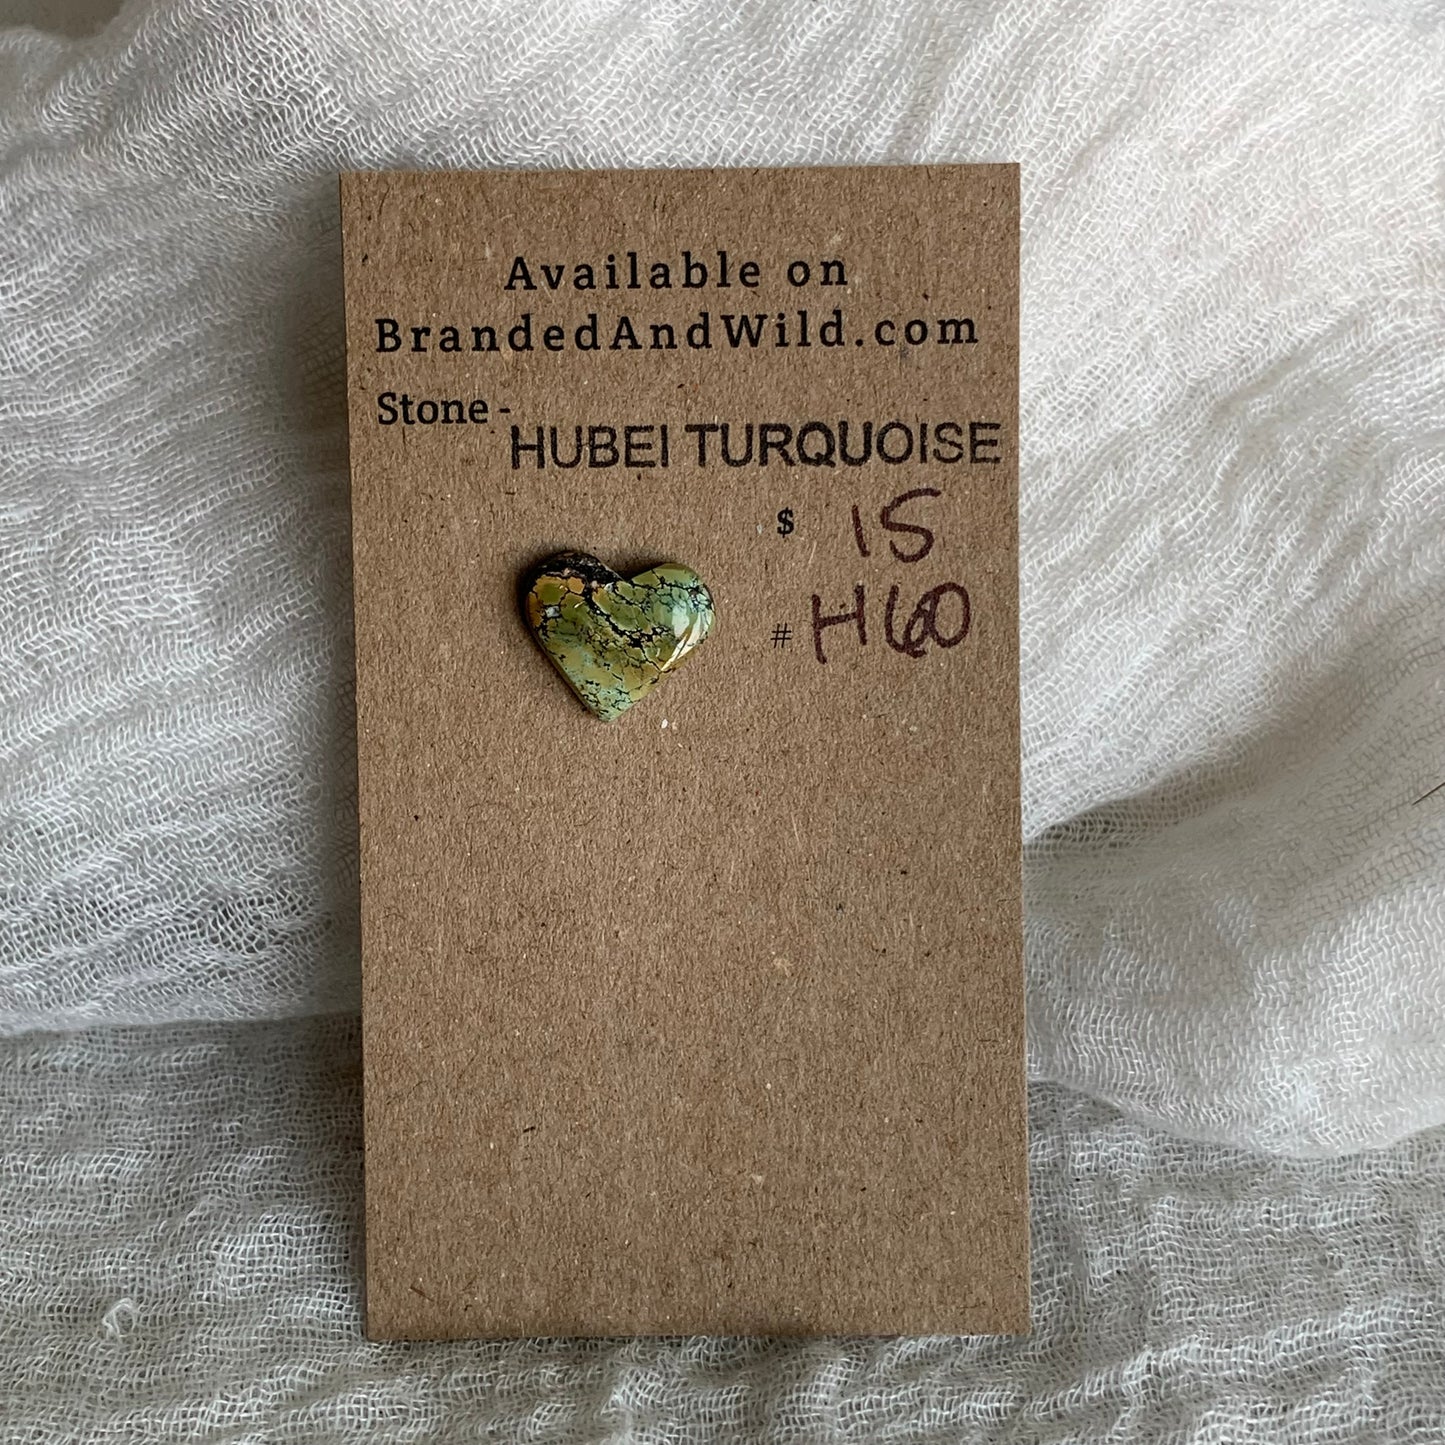 Available on
BrandedAndWild.com
Stone -
HUBEI TURQUOISE
$ 15
# H60